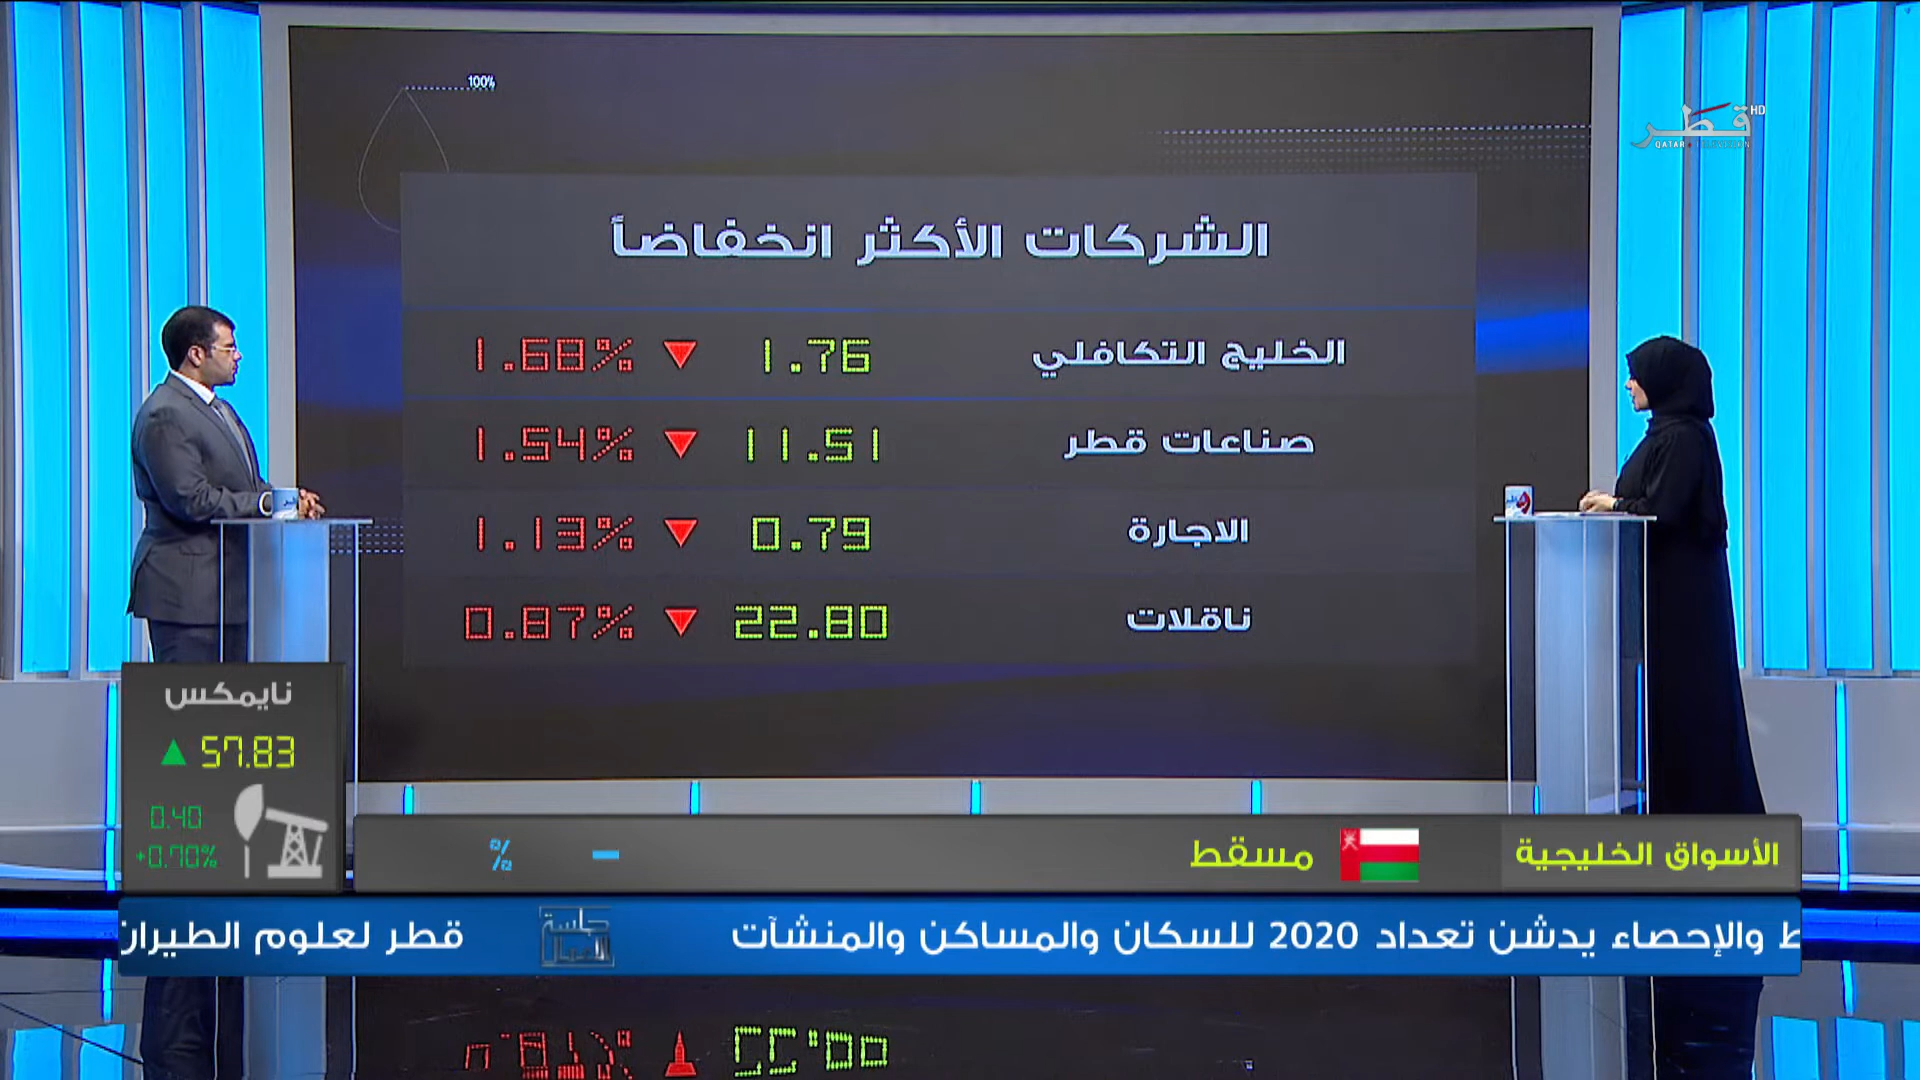 100%
قطر HD
QATAR TELEVISION
الشركات الأكثر انخفاضاً
الخليج التكافلي 1.76 ▼ 1.68%
صناعات قطر 11.51 ▼ 1.54%
الاجارة 0.79 ▼ 1.13%
ناقلات 22.80 ▼ 0.87%
نايمكس
57.83 ▲
0.40
+0.70%
الأسواق الخليجية مسقط - %
ط والإحصاء يدشن تعداد 2020 للسكان والمساكن والمنشآت جلسة الأعمال قطر لعلوم الطيران